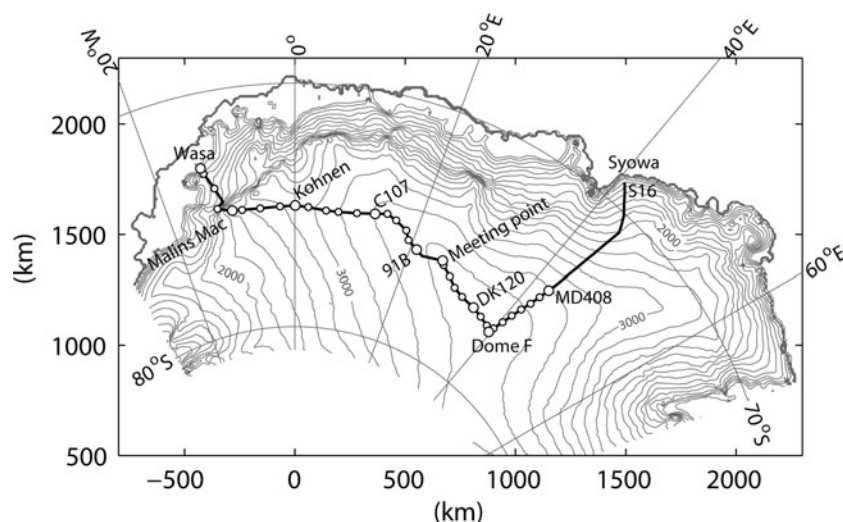 20°W
0°
20°E
40°E
2000
Wasa
Syowa
Kohnen
C107
S16
2000
Malins Mac
1500
Meeting point
91B
2000
3000
DK120
60°E
(km)
MD408
3000
1000
Dome F
80°S
70°S
500
−500
0
500
1000
1500
2000
(km)